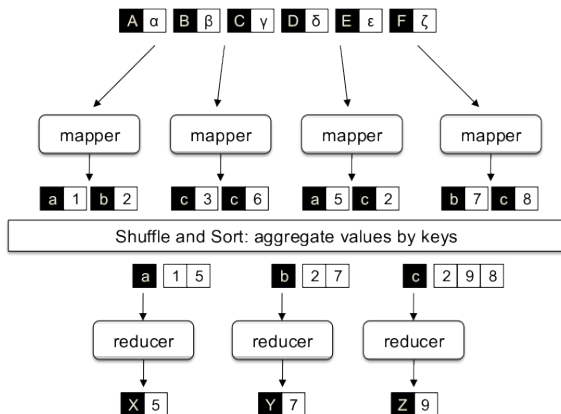 A α B β C γ D δ E ε F ζ
mapper mapper mapper mapper
a 1 b 2 c 3 c 6 a 5 c 2 b 7 c 8
Shuffle and Sort: aggregate values by keys
a 1 5 b 2 7 c 2 9 8
reducer reducer reducer
X 5 Y 7 Z 9